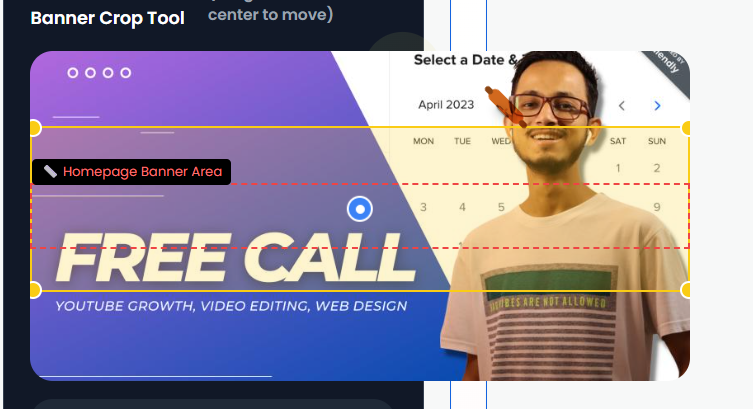 Banner Crop Tool
center to move)
Select a Date &
April 2023
MON TUE WED SAT SUN
1 2
Homepage Banner Area
3 4 5 9
FREE CALL
YOUTUBE GROWTH, VIDEO EDITING, WEB DESIGN
ARE NOT ALLOWED